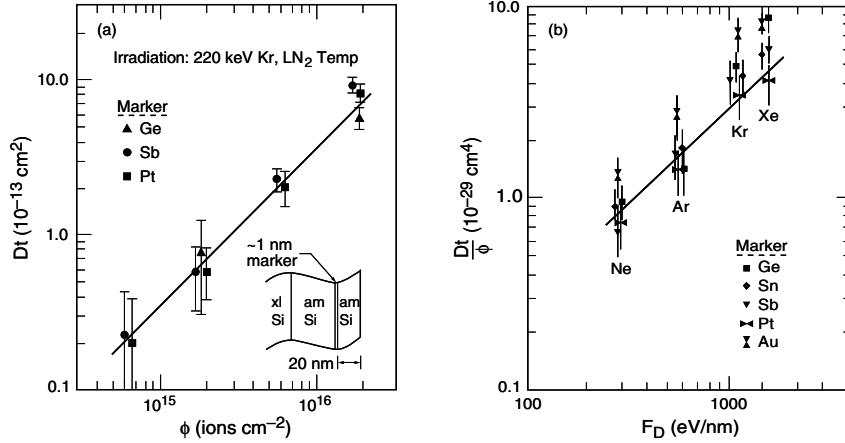 (a)
Irradiation: 220 keV Kr, LN₂ Temp
Marker
Ge
Sb
Pt
10.0
1.0
0.1
Dt (10⁻¹³ cm²)
~1 nm
marker
xl
Si
am
Si
am
Si
20 nm
10¹⁵
10¹⁶
ϕ (ions cm⁻²)
(b)
10.0
1.0
0.10
Dt/ϕ (10⁻²⁹ cm⁴)
Ne
Ar
Kr
Xe
Marker
Ge
Sn
Sb
Pt
Au
100
1000
F_D (eV/nm)